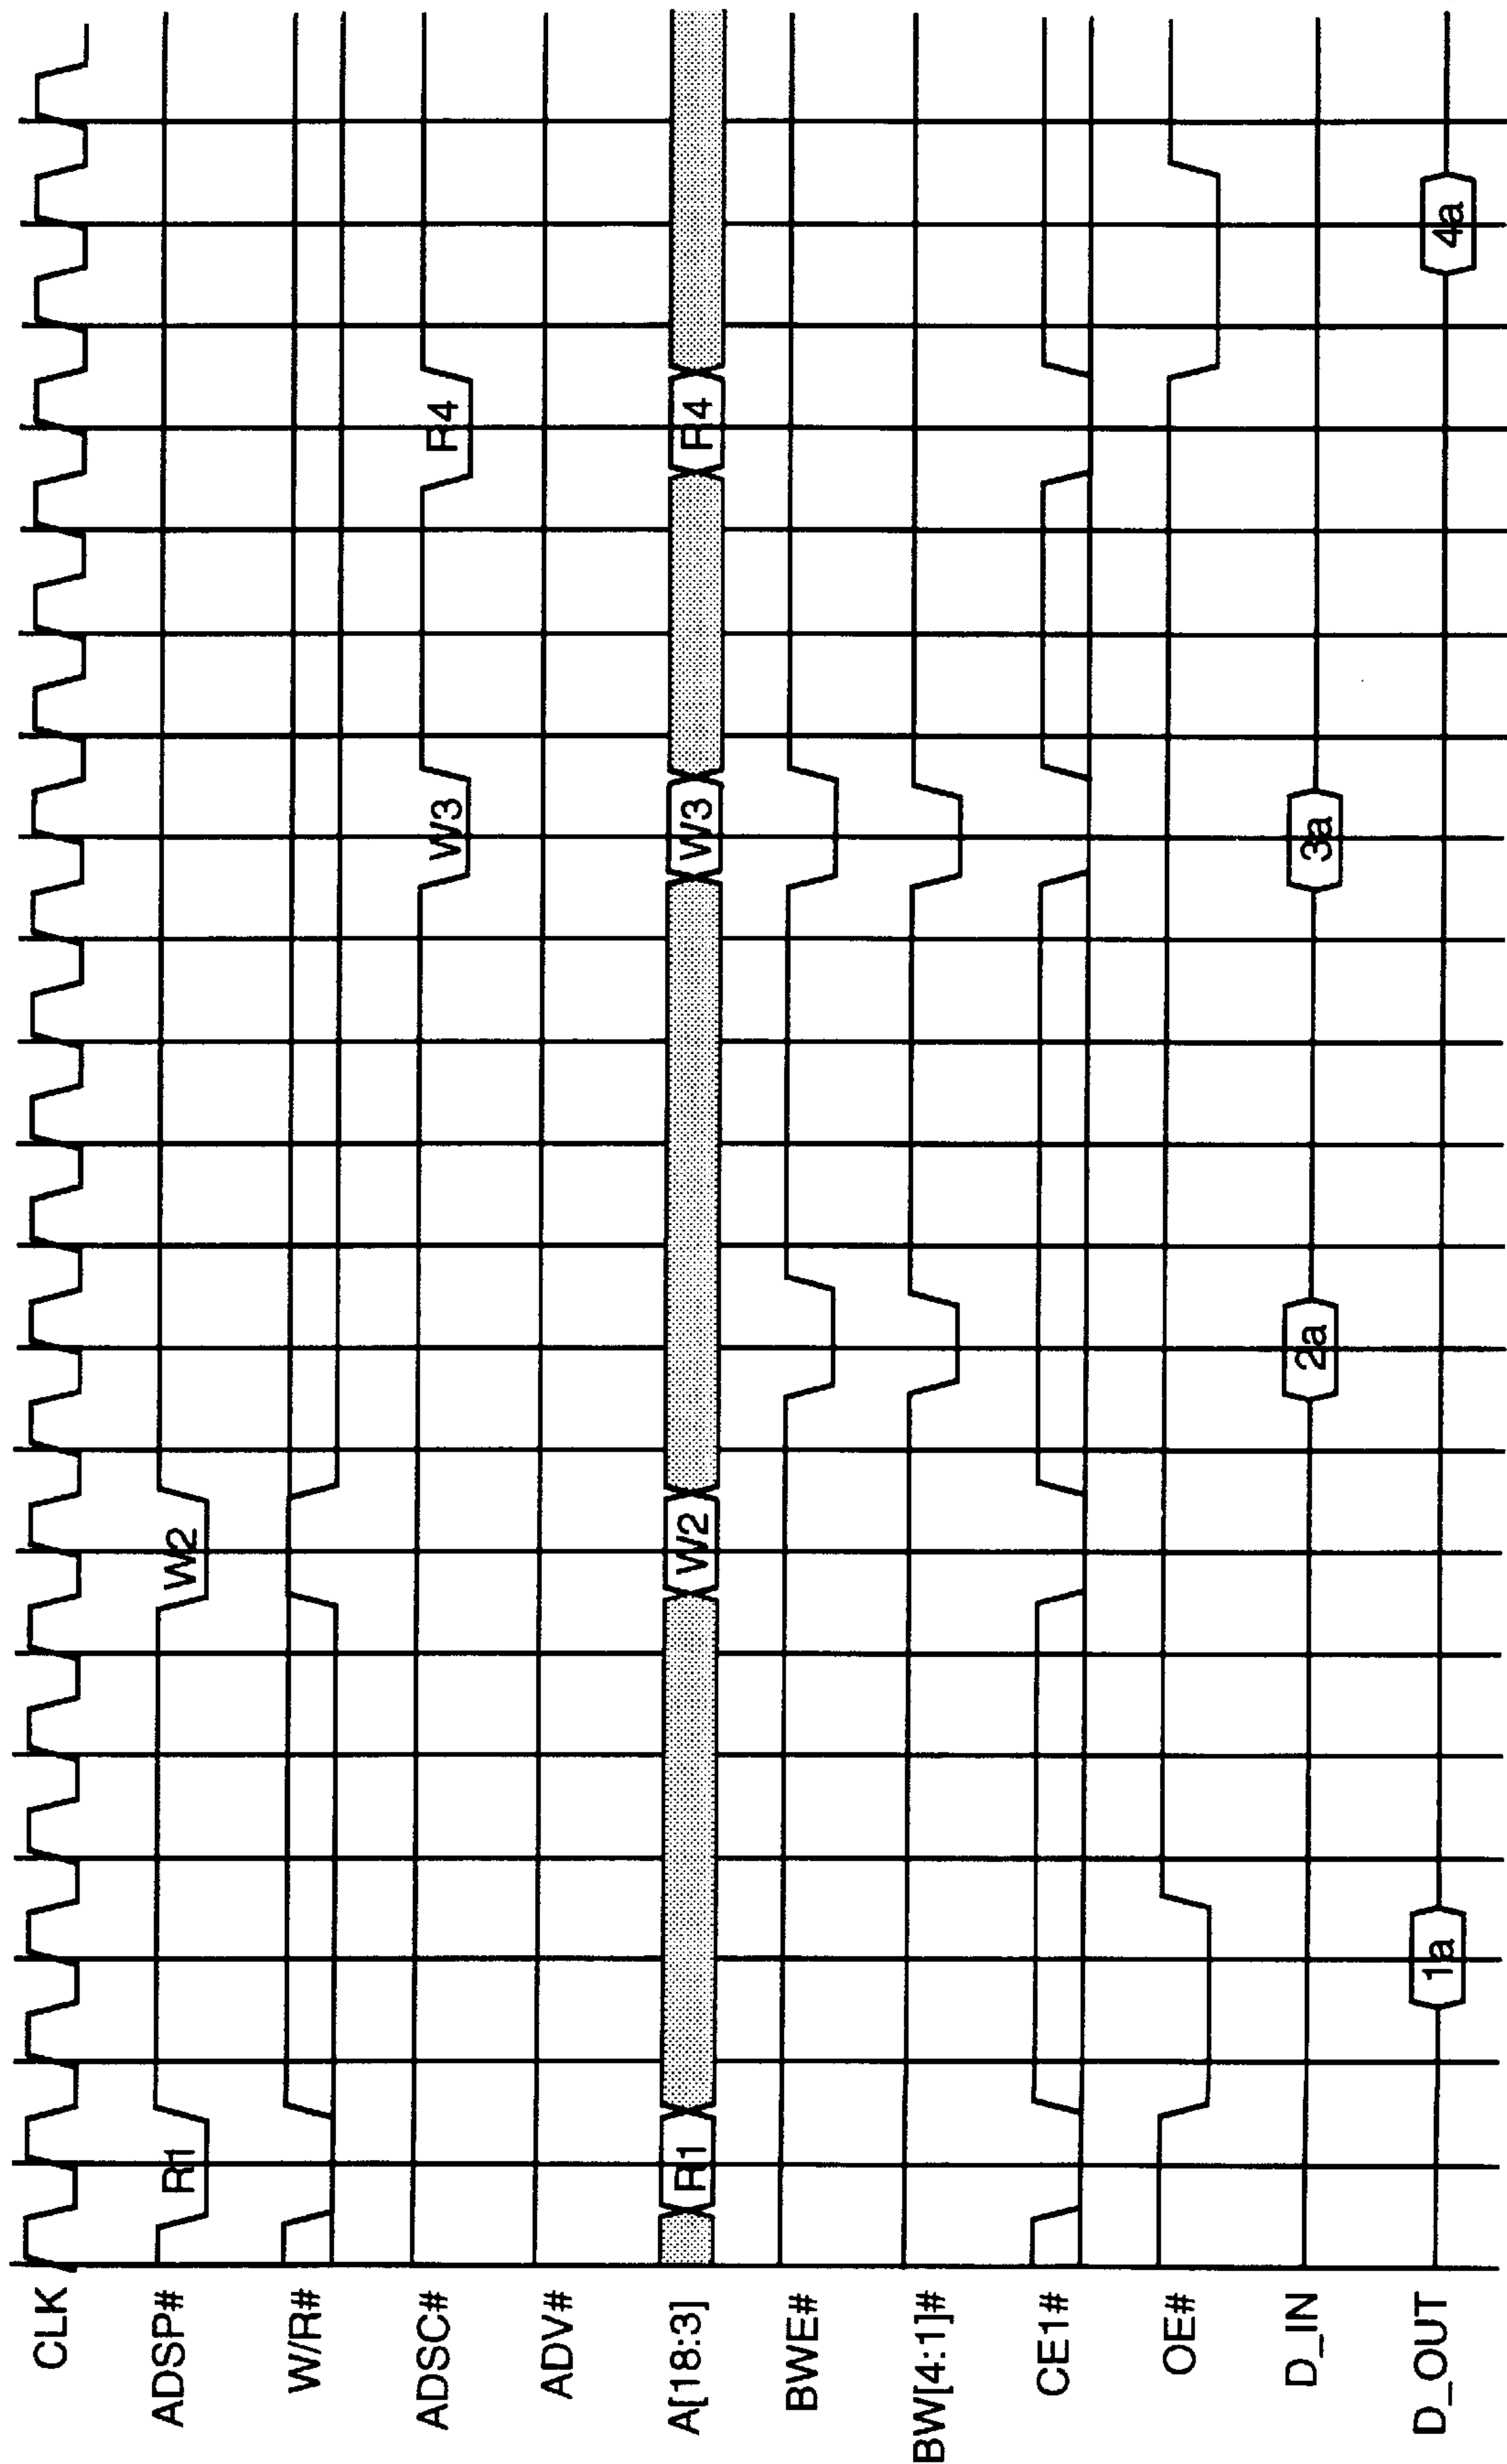 CLK
ADSP# R1 W2
W/R#
ADSC# W3 R4
ADV#
A[18:3] R1 W2 W3 R4
BWE#
BW[4:1]#
CE1#
OE#
D_IN 2a 3a
D_OUT 1a 4a